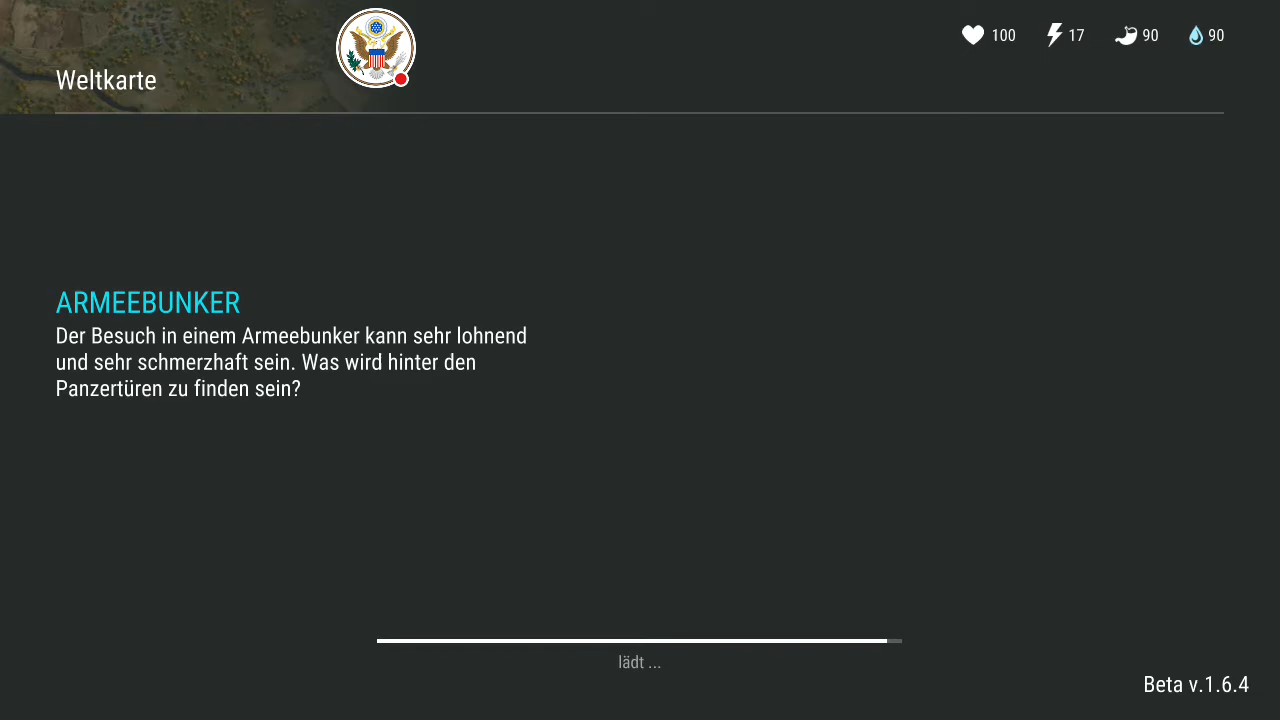 100
17
90
90
Weltkarte
ARMEEBUNKER
Der Besuch in einem Armeebunker kann sehr lohnend
und sehr schmerzhaft sein. Was wird hinter den
Panzertüren zu finden sein?
lädt ...
Beta v.1.6.4